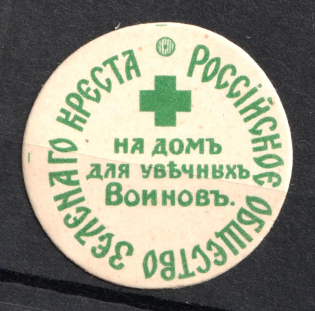 Россійское Общество Зеленаго Креста
на домъ
для увѣчныхъ
Воиновъ.